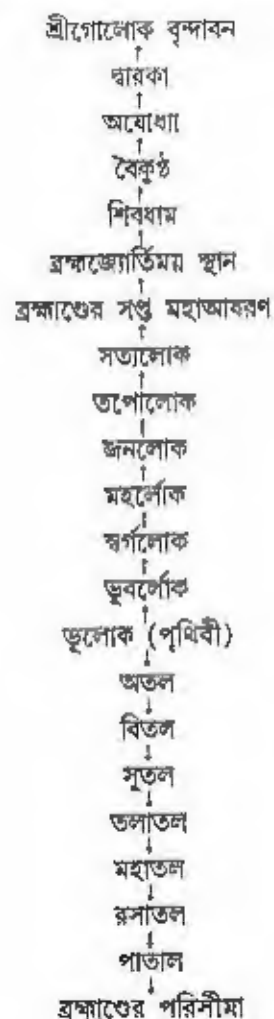 শ্রীগোলোক বৃন্দাবন
দ্বারকা
অযোধ্যা
বৈকুণ্ঠ
শিবধাম
ব্রহ্মজ্যোর্তিময় স্থান
ব্রহ্মাণ্ডের সপ্ত মহাআবরণ
সত্যলোক
তপোলোক
জনলোক
মহর্লোক
স্বর্গলোক
ভুবর্লোক
ভূলোক (পৃথিবী)
অতল
বিতল
সুতল
তলাতল
মহাতল
রসাতল
পাতাল
ব্রহ্মাণ্ডের পরিসীমা